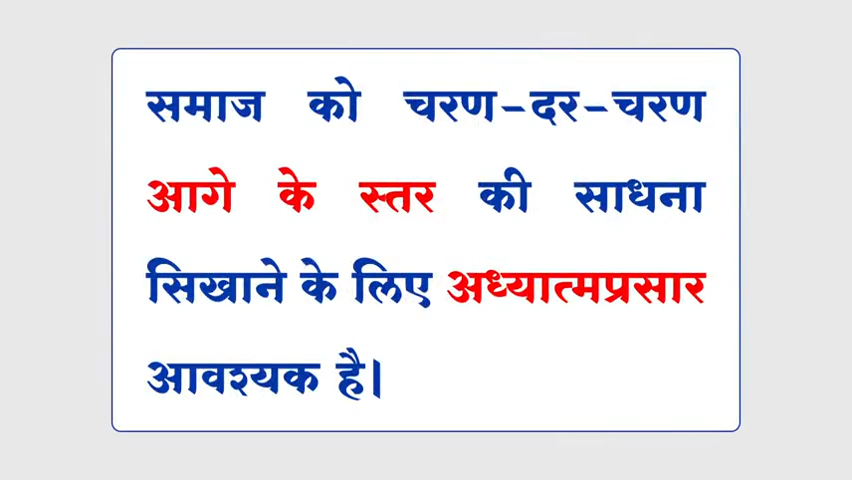 समाज को चरण-दर-चरण
आगे के स्तर की साधना
सिखाने के लिए अध्यात्मप्रसार
आवश्यक है।